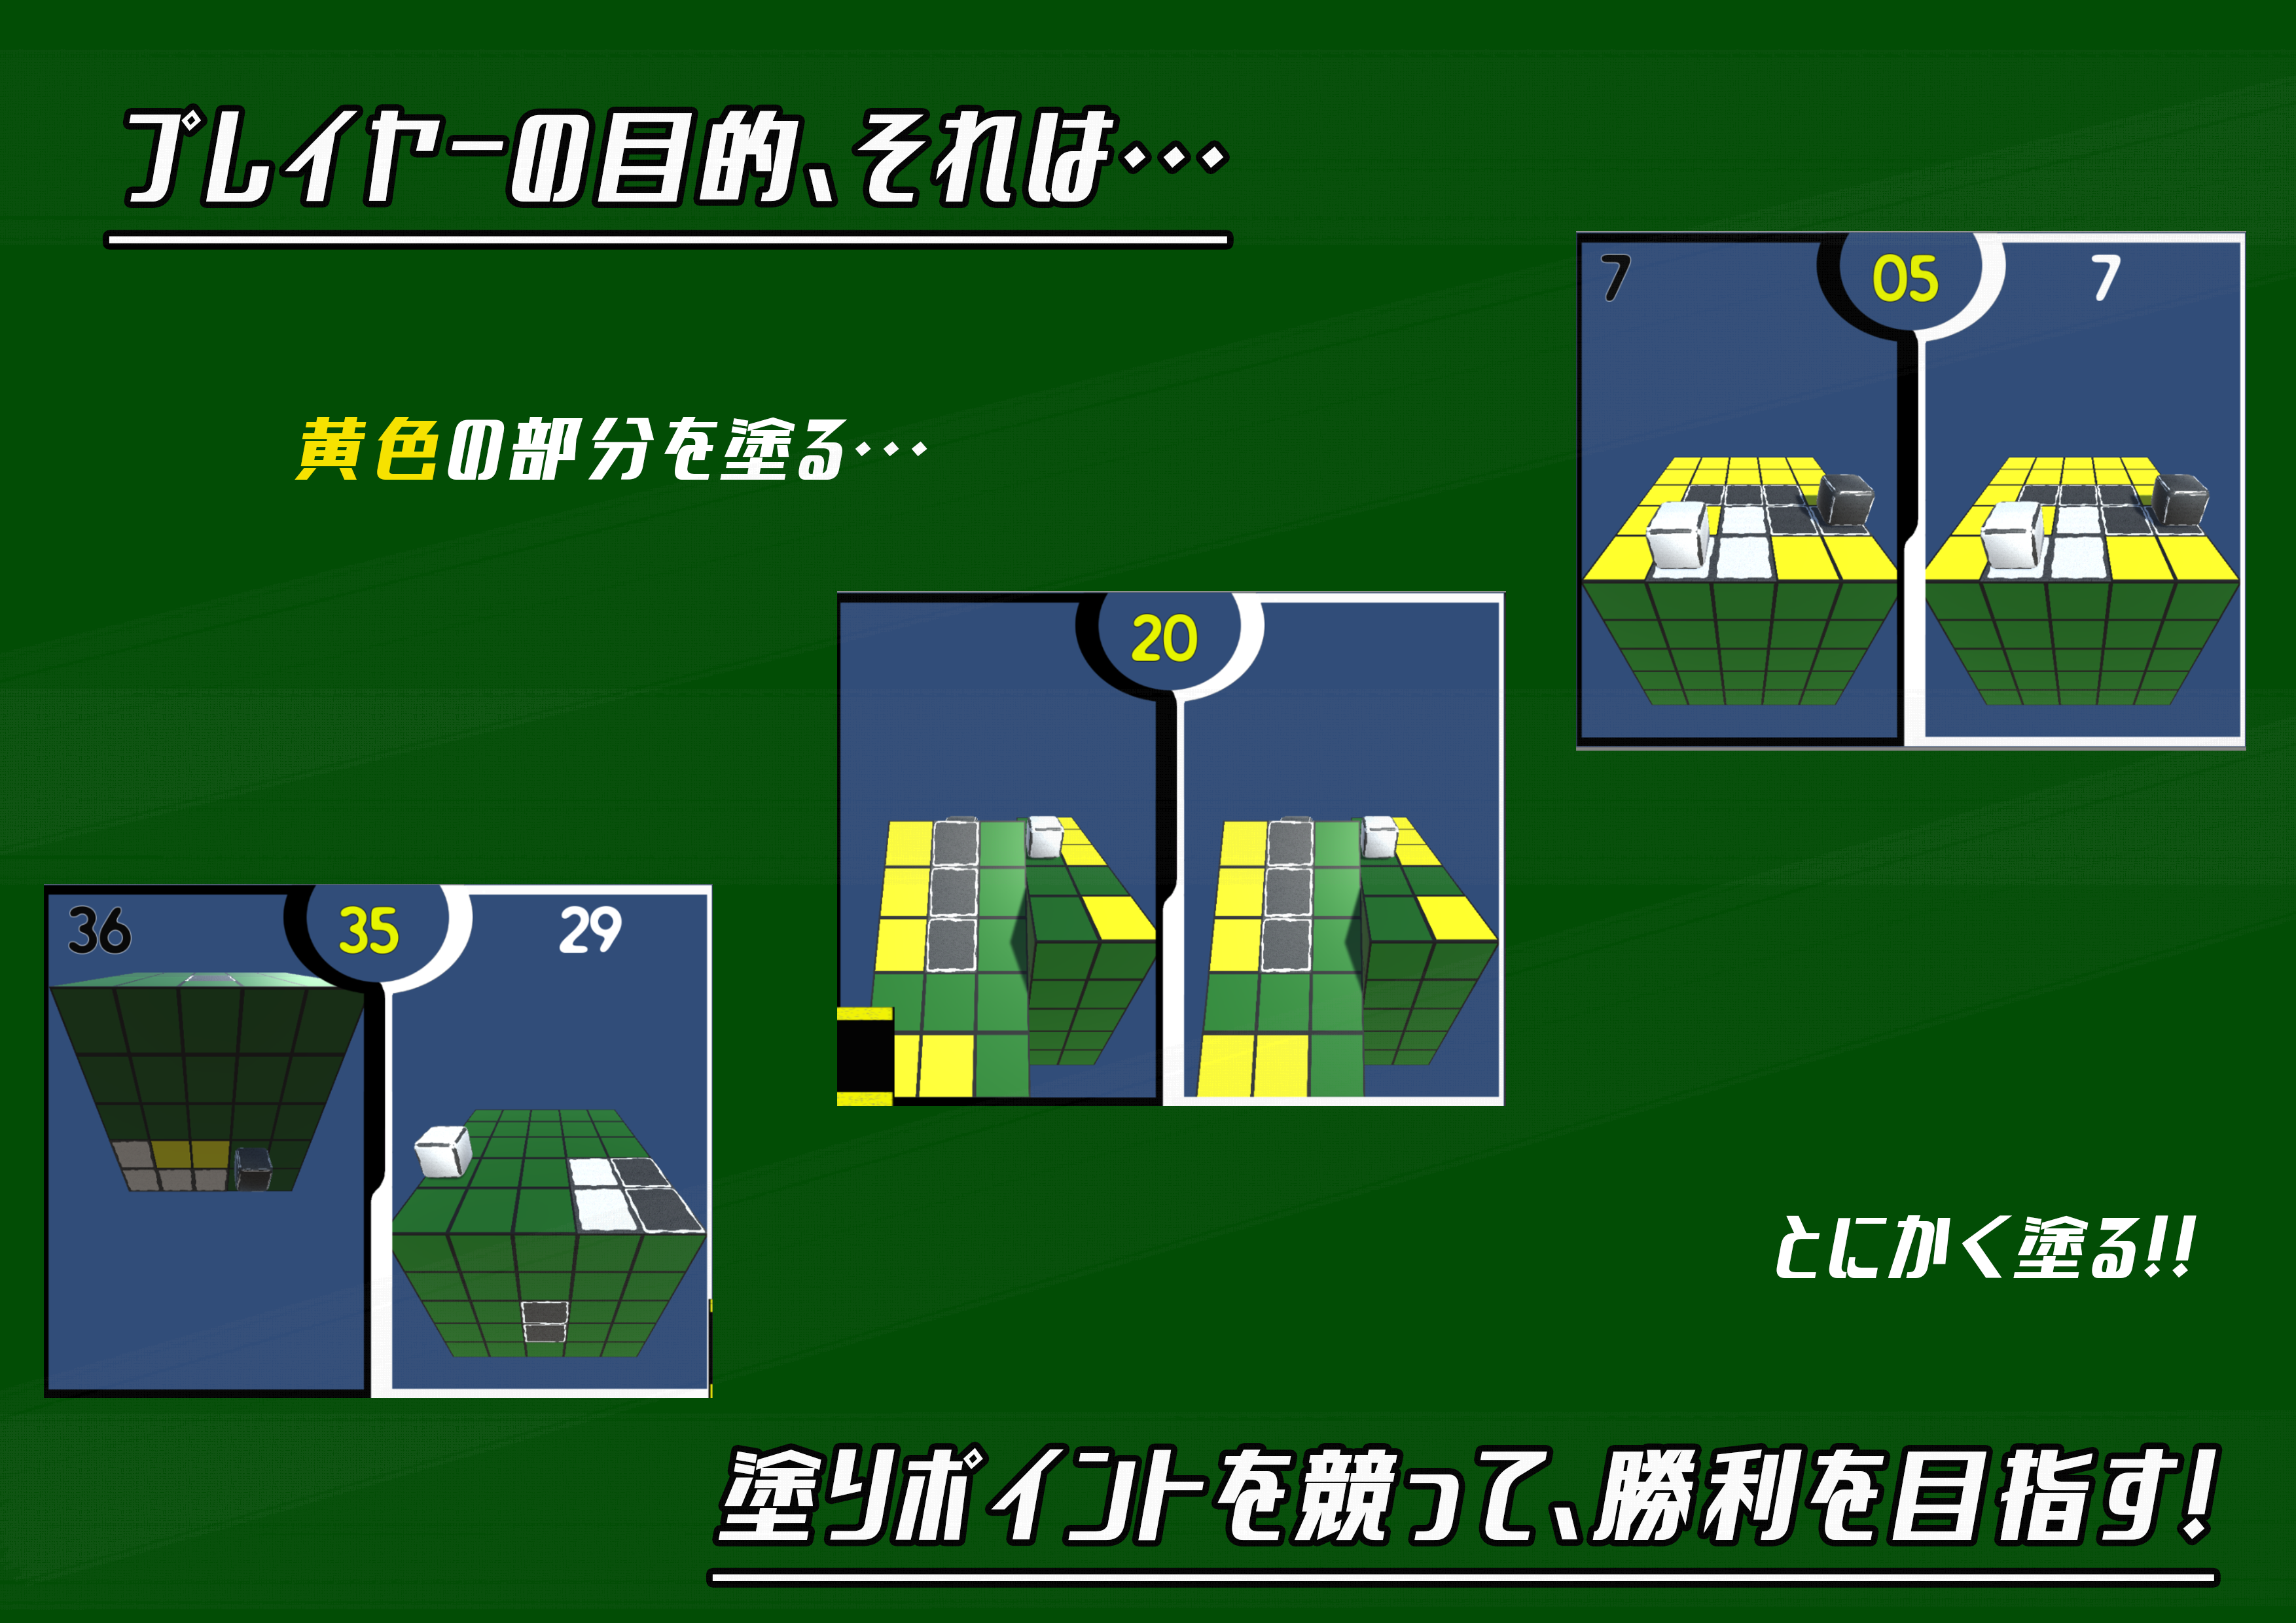 プレイヤーの目的、それは…
7 05 7
黄色の部分を塗る…
20
36 35 29
とにかく塗る!!
塗りポイントを競って、勝利を目指す!